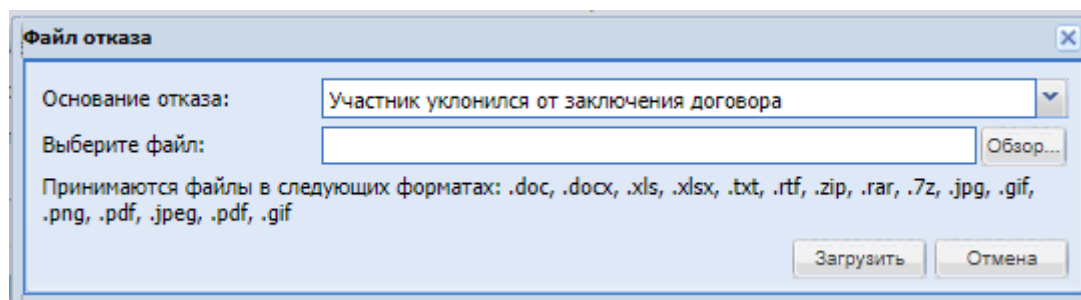 Файл отказа
Основание отказа: Участник уклонился от заключения договора
Выберите файл: Обзор...
Принимаются файлы в следующих форматах: .doc, .docx, .xls, .xlsx, .txt, .rtf, .zip, .rar, .7z, .jpg, .gif,
.png, .pdf, .jpeg, .pdf, .gif
Загрузить Отмена